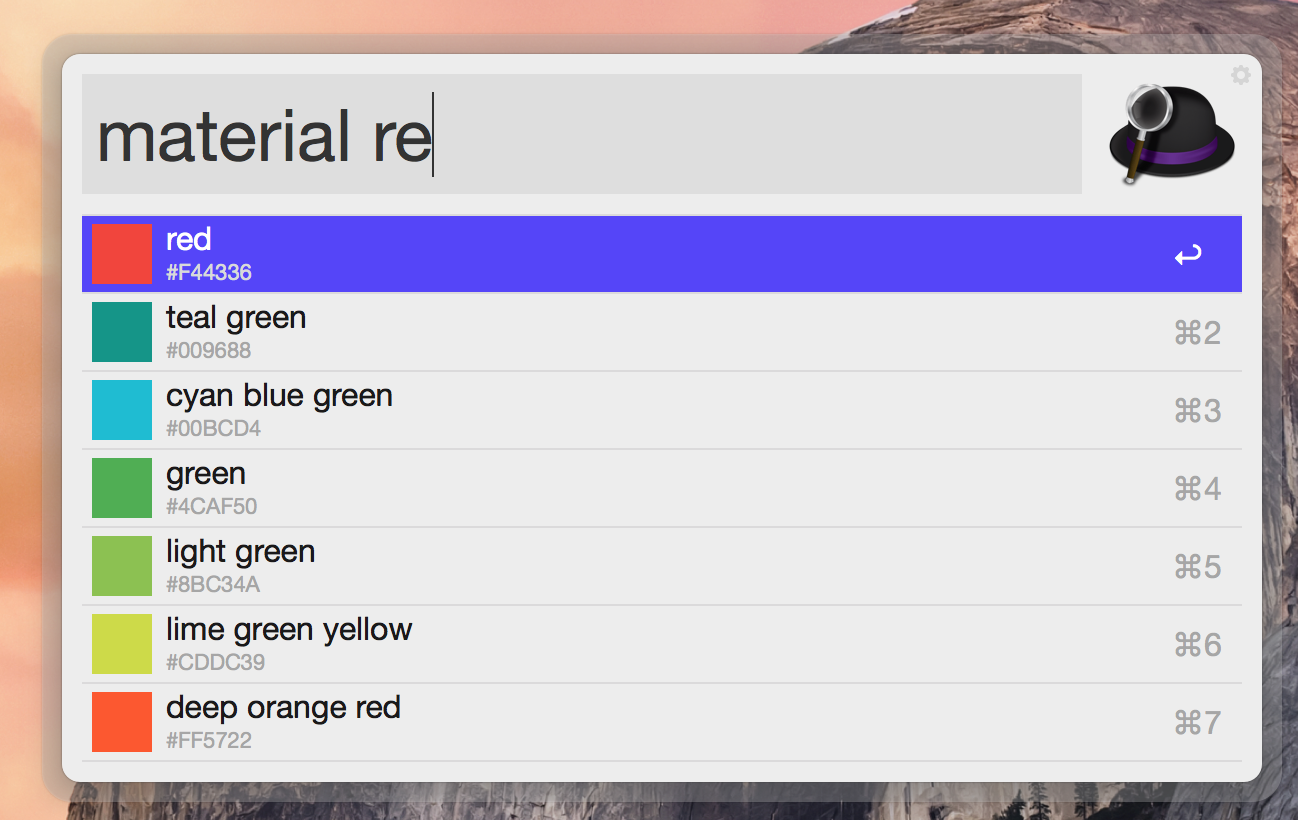 material re
red
#F44336
teal green
#009688
⌘2
cyan blue green
#00BCD4
⌘3
green
#4CAF50
⌘4
light green
#8BC34A
⌘5
lime green yellow
#CDDC39
⌘6
deep orange red
#FF5722
⌘7